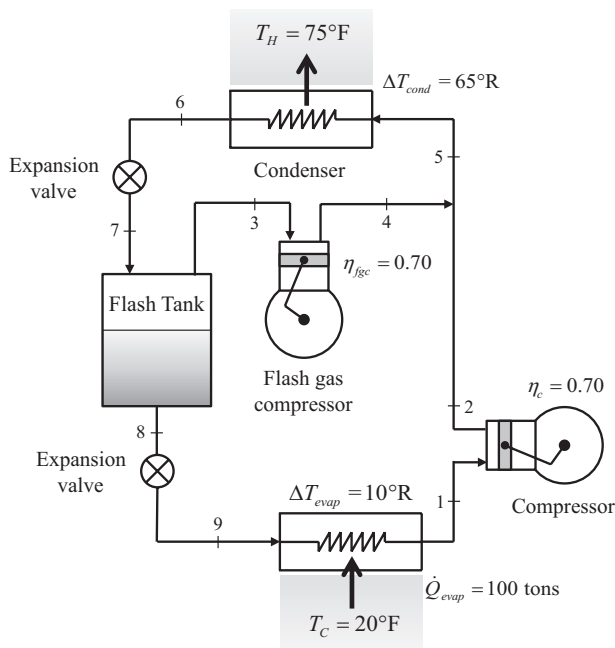 T_H = 75°F
ΔT_cond = 65°R
6
Condenser
5
Expansion
valve
3
4
7
η_fgc = 0.70
Flash Tank
Flash gas
compressor
η_c = 0.70
2
8
Expansion
valve
ΔT_evap = 10°R
1
Compressor
9
Q̇_evap = 100 tons
T_C = 20°F